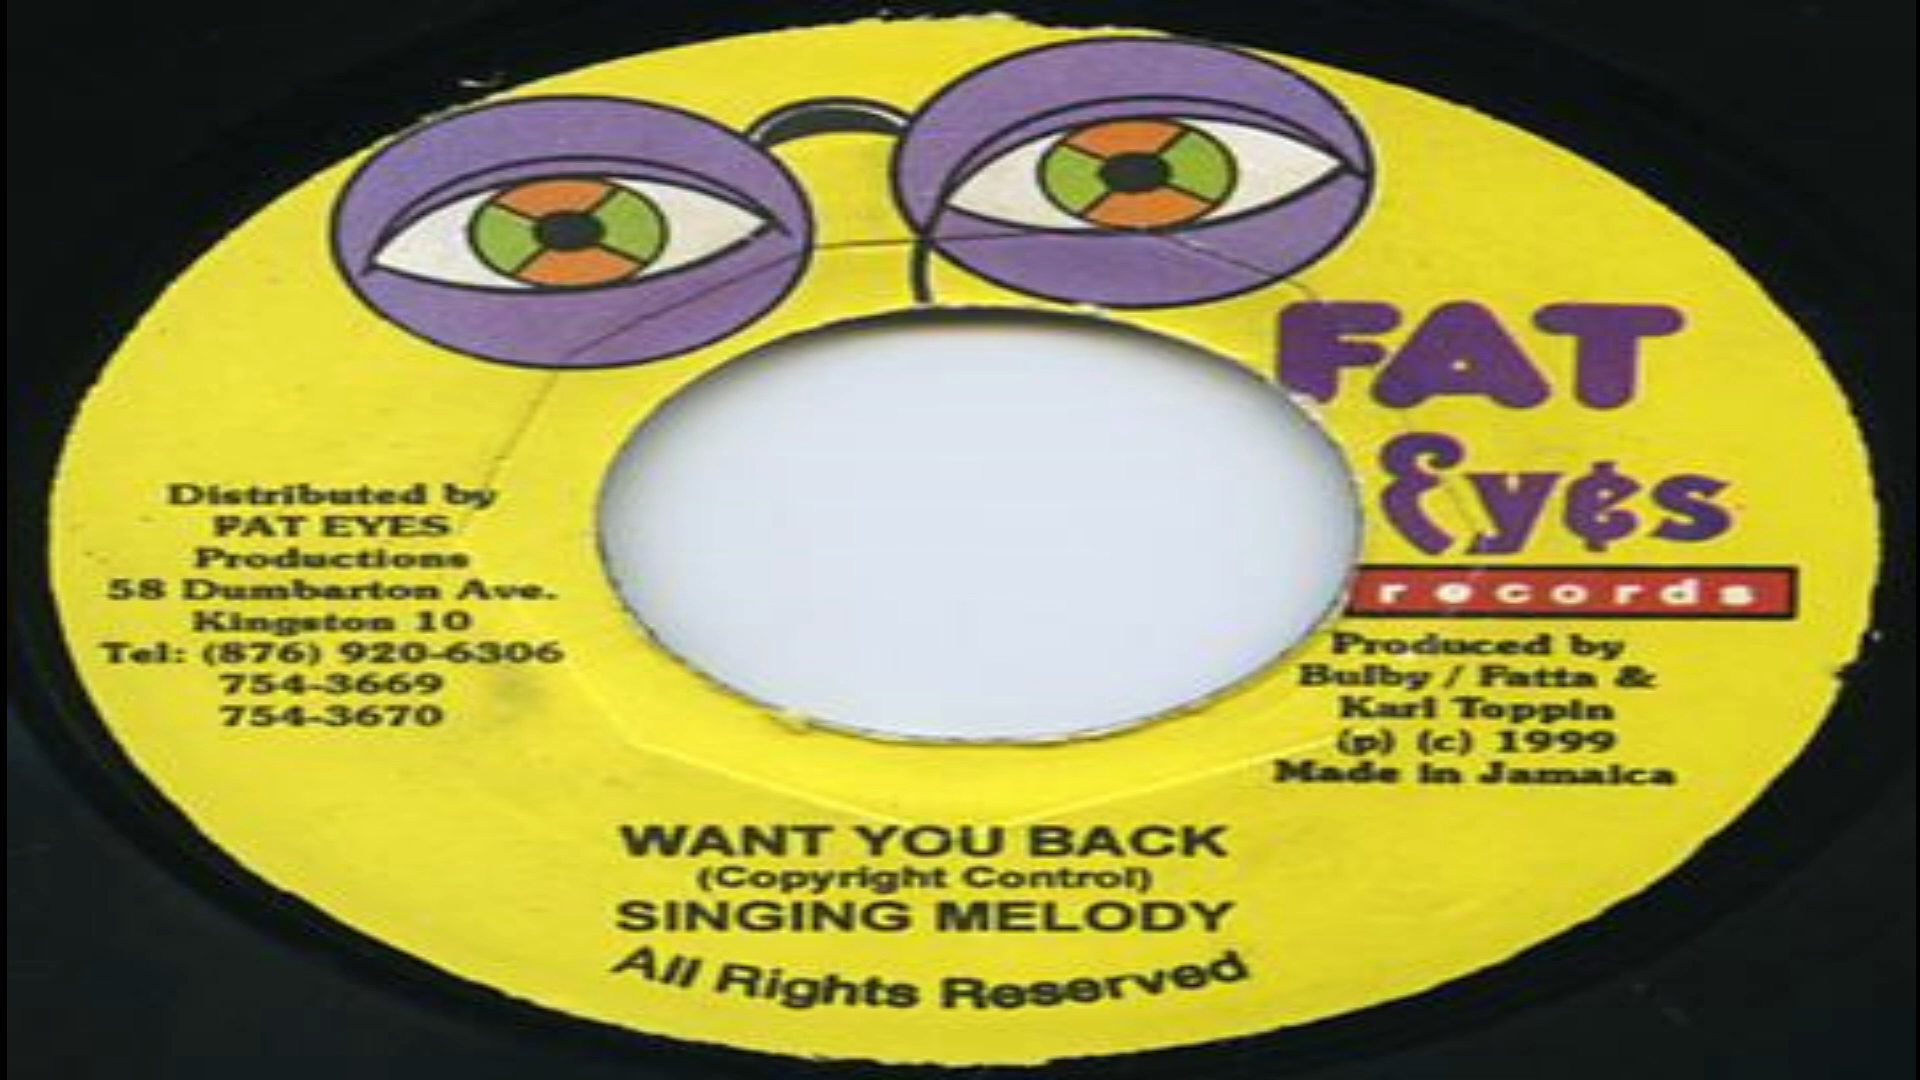 FAT
Eyes
records
Distributed by
FAT EYES
Productions
58 Dumbarton Ave.
Kingston 10
Tel: (876) 920-6306
754-3669
754-3670
Produced by
Bulby / Fatta &
Karl Toppin
(p) (c) 1999
Made in Jamaica
WANT YOU BACK
(Copyright Control)
SINGING MELODY
All Rights Reserved